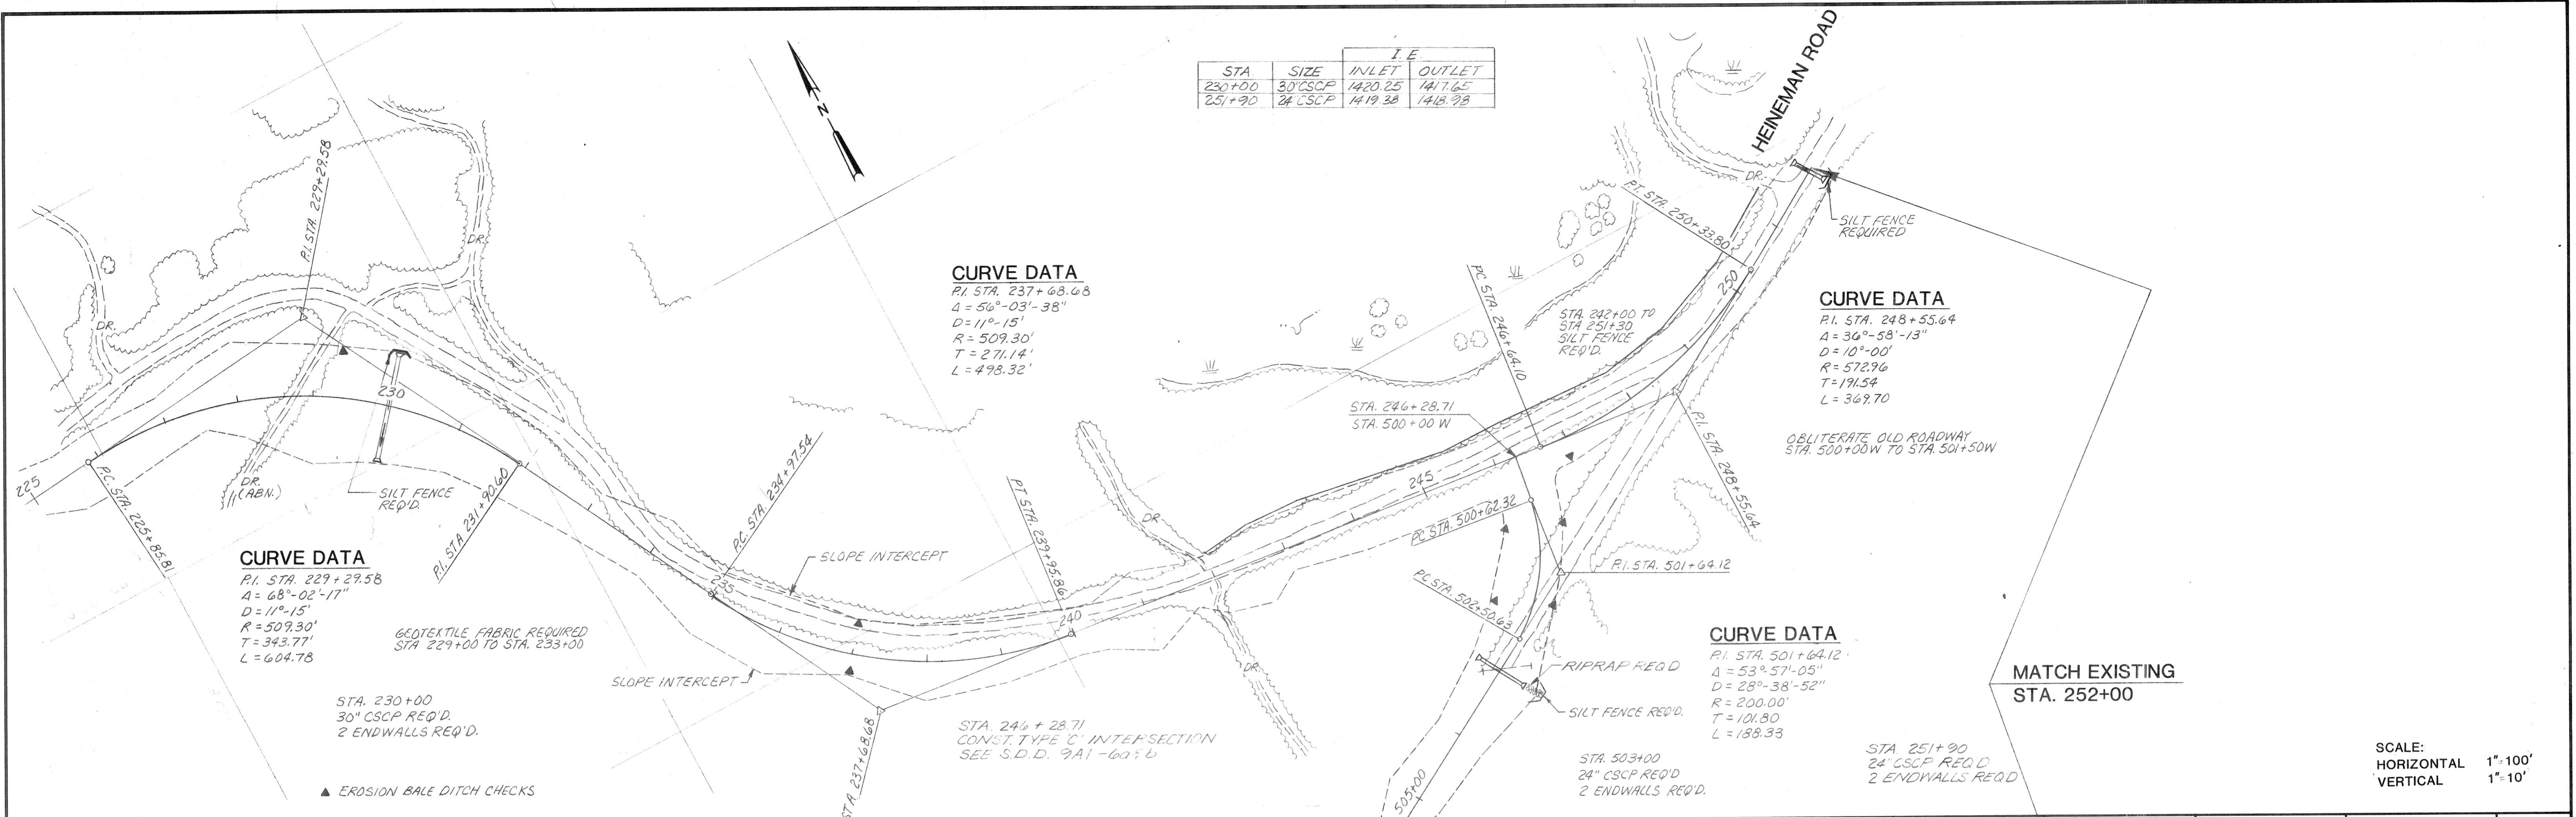 HEINEMAN ROAD
I.E.
STA SIZE INLET OUTLET
230+00 30"CSCP 1420.25 1417.65
251+90 24"CSCP 1419.38 1418.98
N
P.I. STA. 229+29.58
DR.
DR.
DR.
P.I. STA. 250+33.80
SILT FENCE
REQUIRED
CURVE DATA
P.I. STA. 237+68.68
Δ = 56°-03'-38"
D = 11°-15'
R = 509.30'
T = 271.14'
L = 498.32'
PC STA. 246+64.10
250
STA. 242+00 TO
STA 251+30
SILT FENCE
REQ'D.
CURVE DATA
P.I. STA. 248+55.64
Δ = 36°-58'-13"
D = 10°-00'
R = 572.96
T = 191.54
L = 369.70
STA. 246+28.71
STA. 500+00 W
OBLITERATE OLD ROADWAY
STA. 500+00W TO STA. 501+50W
230
225
P.C. STA. 225+85.81
DR.
(ABN.)
SILT FENCE
REQ'D.
P.I. STA. 231+90.60
P.C. STA. 234+97.54
235
SLOPE INTERCEPT
PT STA. 239+95.86
240
DR
245
PC STA. 500+62.32
P.I. STA. 248+55.64
P.I. STA. 501+64.12
PC STA. 502+50.63
CURVE DATA
P.I. STA. 229+29.58
Δ = 68°-02'-17"
D = 11°-15'
R = 509.30'
T = 343.77'
L = 604.78
GEOTEXTILE FABRIC REQUIRED
STA 229+00 TO STA. 233+00
SLOPE INTERCEPT
DR.
CURVE DATA
P.I. STA. 501+64.12
Δ = 53°-57'-05"
D = 28°-38'-52"
R = 200.00'
T = 101.80
L = 188.33
RIPRAP REQ'D
SILT FENCE REQ'D.
MATCH EXISTING
STA. 252+00
STA. 230+00
30" CSCP REQ'D.
2 ENDWALLS REQ'D.
STA 237+68.68
STA. 246+28.71
CONST. TYPE 'C' INTERSECTION
SEE S.D.D. 9A1-6a&b
STA. 503+00
24" CSCP REQ'D
2 ENDWALLS REQ'D.
STA. 251+90
24" CSCP REQ'D
2 ENDWALLS REQ'D
505+00
▲ EROSION BALE DITCH CHECKS
SCALE:
HORIZONTAL 1"=100'
VERTICAL 1"=10'